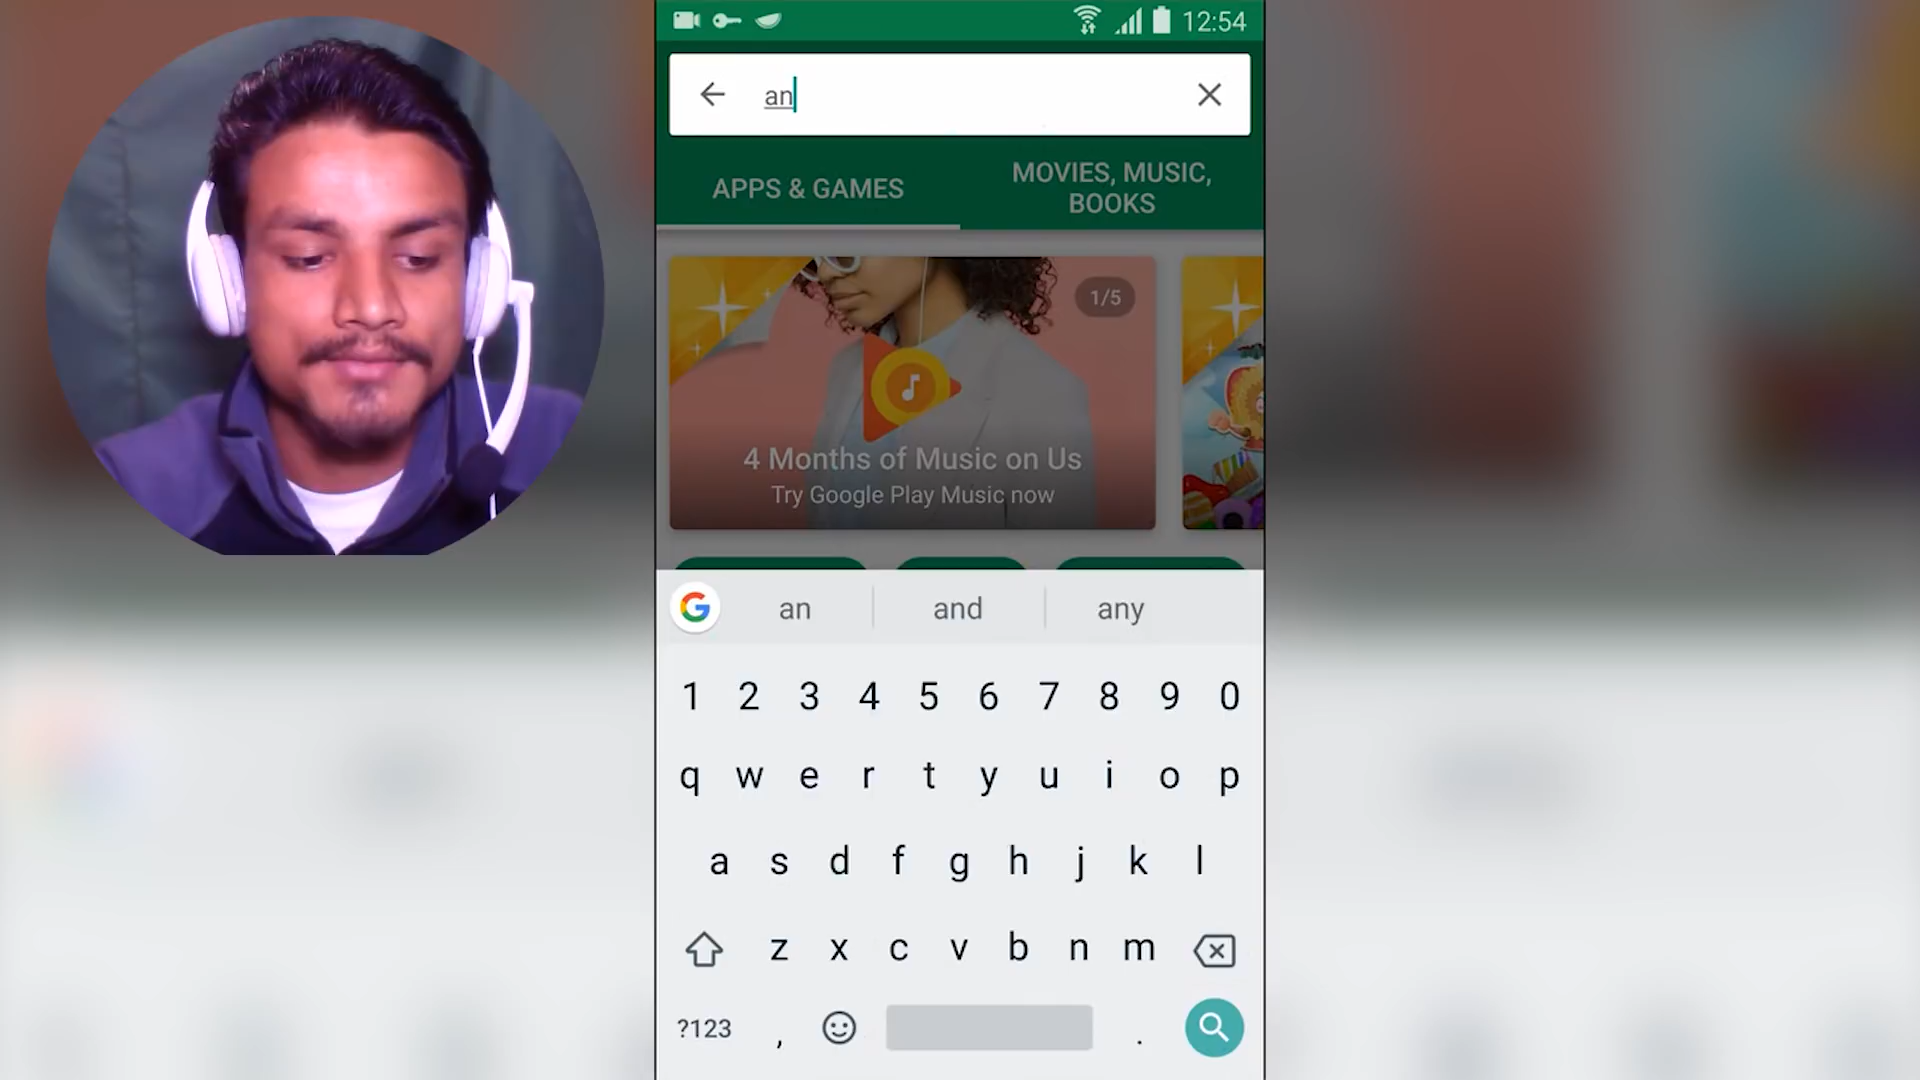 12:54
an
APPS & GAMES
MOVIES, MUSIC,
BOOKS
1/5
4 Months of Music on Us
Try Google Play Music now
an and any
1 2 3 4 5 6 7 8 9 0
q w e r t y u i o p
a s d f g h j k l
z x c v b n m
?123 , .